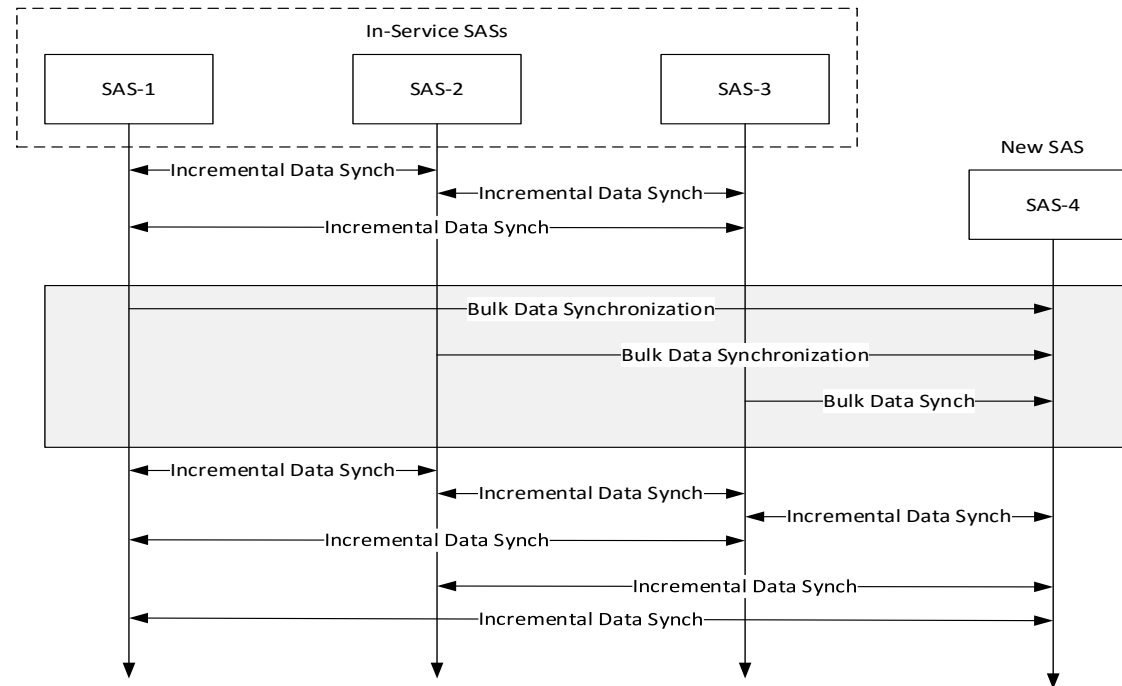 In-Service SASs
SAS-1
SAS-2
SAS-3
New SAS
SAS-4
Incremental Data Synch
Incremental Data Synch
Incremental Data Synch
Bulk Data Synchronization
Bulk Data Synchronization
Bulk Data Synch
Incremental Data Synch
Incremental Data Synch
Incremental Data Synch
Incremental Data Synch
Incremental Data Synch
Incremental Data Synch